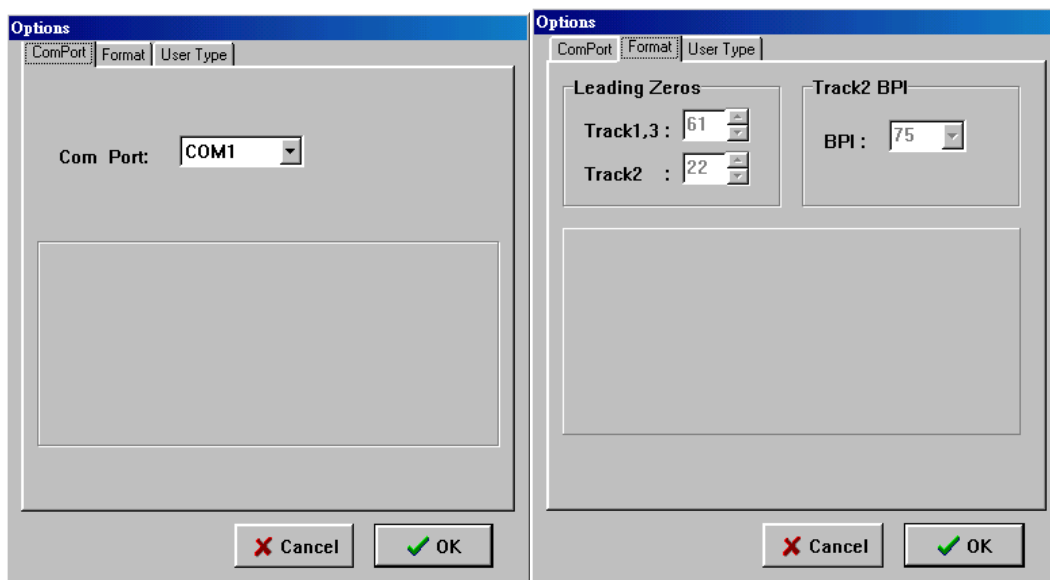 Options
ComPort Format User Type
Com Port: COM1
Cancel OK
Options
ComPort Format User Type
Leading Zeros
Track1,3 : 61
Track2 : 22
Track2 BPI
BPI : 75
Cancel OK